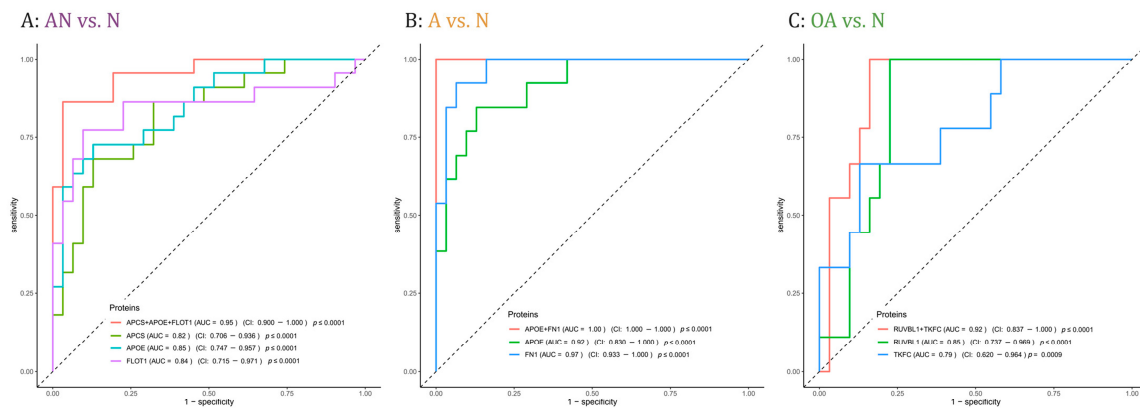 A: AN vs. N
1.00
0.75
0.50
0.25
0.00
sensitivity
Proteins
APCS+APOE+FLOT1 (AUC = 0.95) (CI: 0.900 − 1.000) p ≤ 0.0001
APCS (AUC = 0.82) (CI: 0.706 − 0.936) p ≤ 0.0001
APOE (AUC = 0.85) (CI: 0.747 − 0.957) p ≤ 0.0001
FLOT1 (AUC = 0.84) (CI: 0.715 − 0.971) p ≤ 0.0001
0.00 0.25 0.50 0.75 1.00
1 − specificity
B: A vs. N
1.00
0.75
0.50
0.25
0.00
sensitivity
Proteins
APOE+FN1 (AUC = 1.00) (CI: 1.000 − 1.000) p ≤ 0.0001
APOE (AUC = 0.92) (CI: 0.830 − 1.000) p ≤ 0.0001
FN1 (AUC = 0.97) (CI: 0.933 − 1.000) p ≤ 0.0001
0.00 0.25 0.50 0.75 1.00
1 − specificity
C: OA vs. N
1.00
0.75
0.50
0.25
0.00
sensitivity
Proteins
RUVBL1+TKFC (AUC = 0.92) (CI: 0.837 − 1.000) p ≤ 0.0001
RUVBL1 (AUC = 0.85) (CI: 0.737 − 0.969) p ≤ 0.0001
TKFC (AUC = 0.79) (CI: 0.620 − 0.964) p = 0.0009
0.00 0.25 0.50 0.75 1.00
1 − specificity